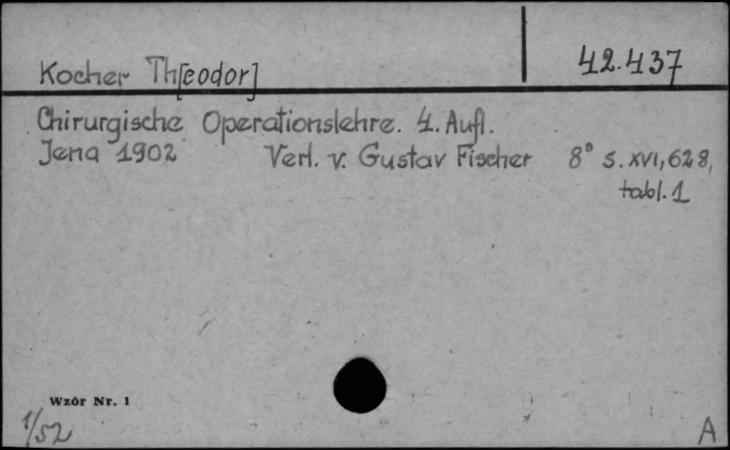 Kocher Th[eodor] 42.437
Chirurgische Operationslehre. 4. Aufl.
Jena 1902 Verl. v. Gustav Fischer 8° s. XVI, 628,
tabl. 1
Wzór Nr. 1
1/52 A